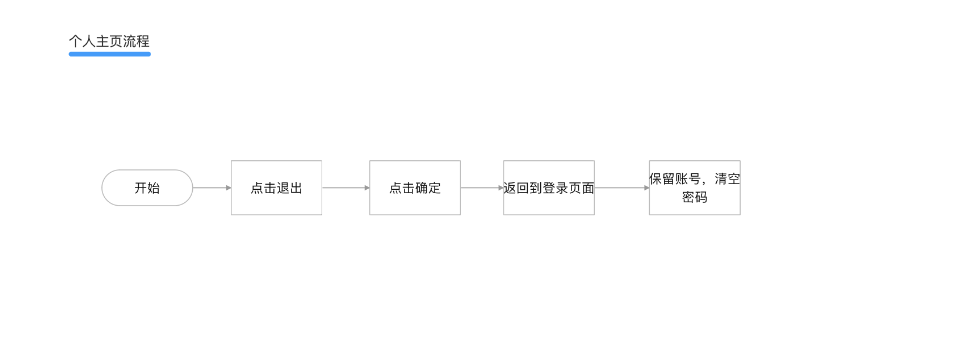 个人主页流程
开始
点击退出
点击确定
返回到登录页面
保留账号，清空
密码